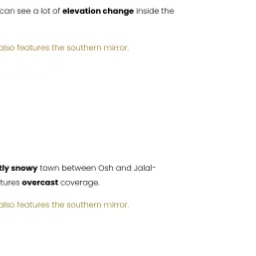 can see a lot of elevation change inside the
also features the southern mirror.
tly snowy town between Osh and Jalal-
tures overcast coverage.
also features the southern mirror.